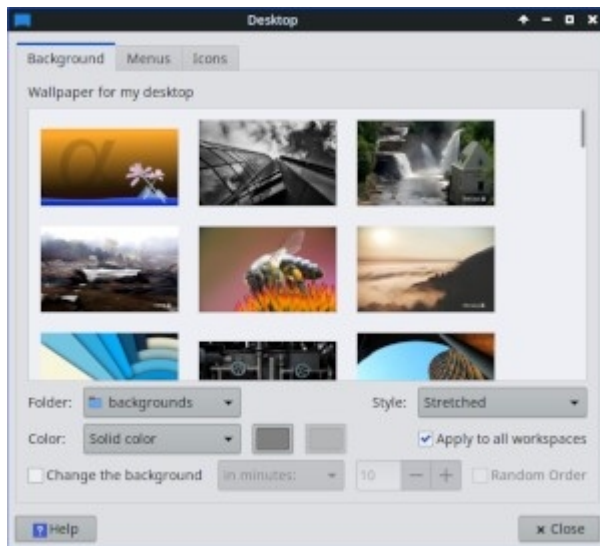 Desktop
Background Menus Icons
Wallpaper for my desktop
α
Folder: backgrounds Style: Stretched
Color: Solid color Apply to all workspaces
Change the background in minutes: 10 Random Order
? Help × Close